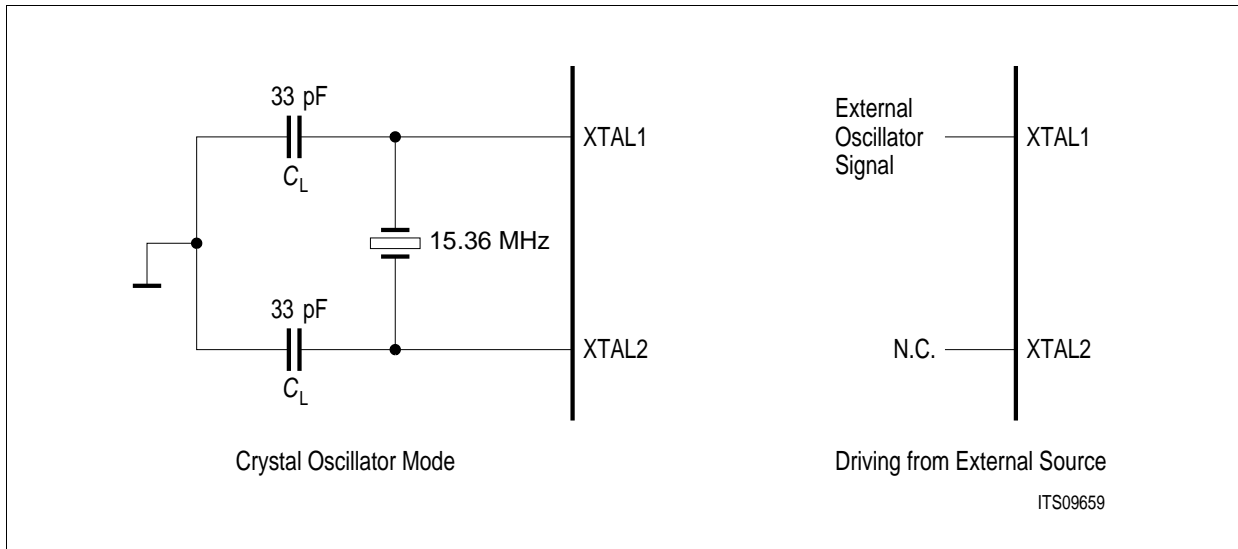 33 pF
C_L
XTAL1
15.36 MHz
33 pF
C_L
XTAL2
Crystal Oscillator Mode
External
Oscillator
Signal
XTAL1
N.C.
XTAL2
Driving from External Source
ITS09659